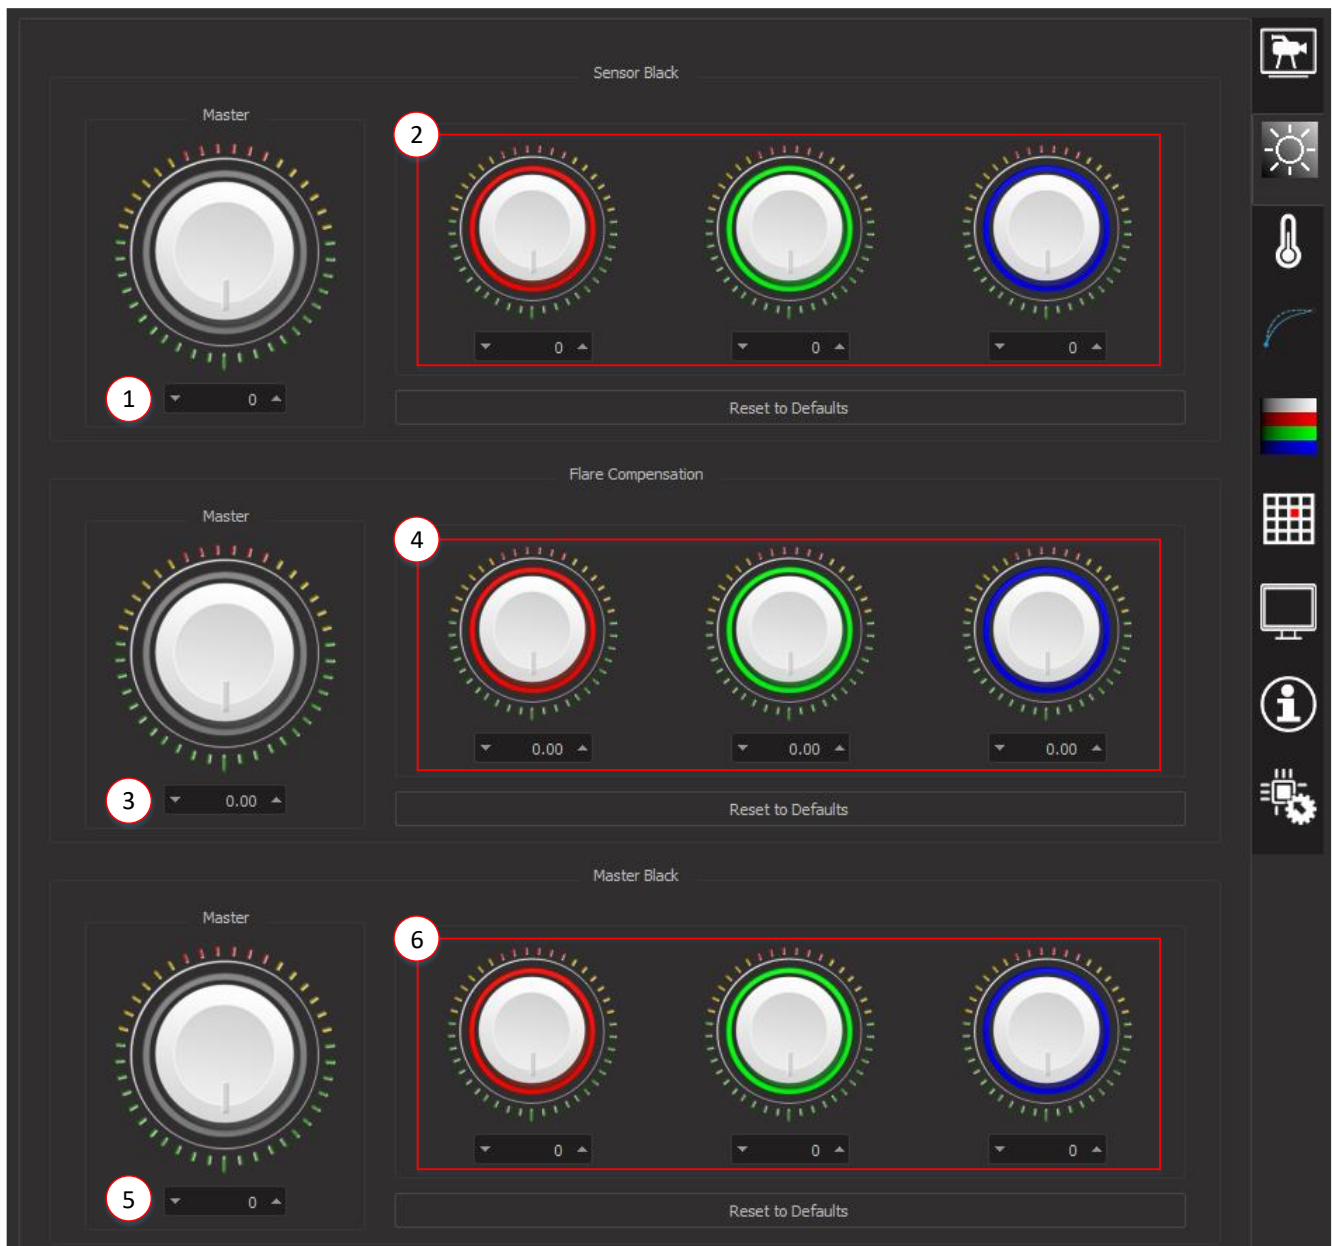 Sensor Black
Master
2
0 0 0
1
0
Reset to Defaults
Flare Compensation
Master
4
0.00 0.00 0.00
3
0.00
Reset to Defaults
Master Black
Master
6
0 0 0
5
0
Reset to Defaults